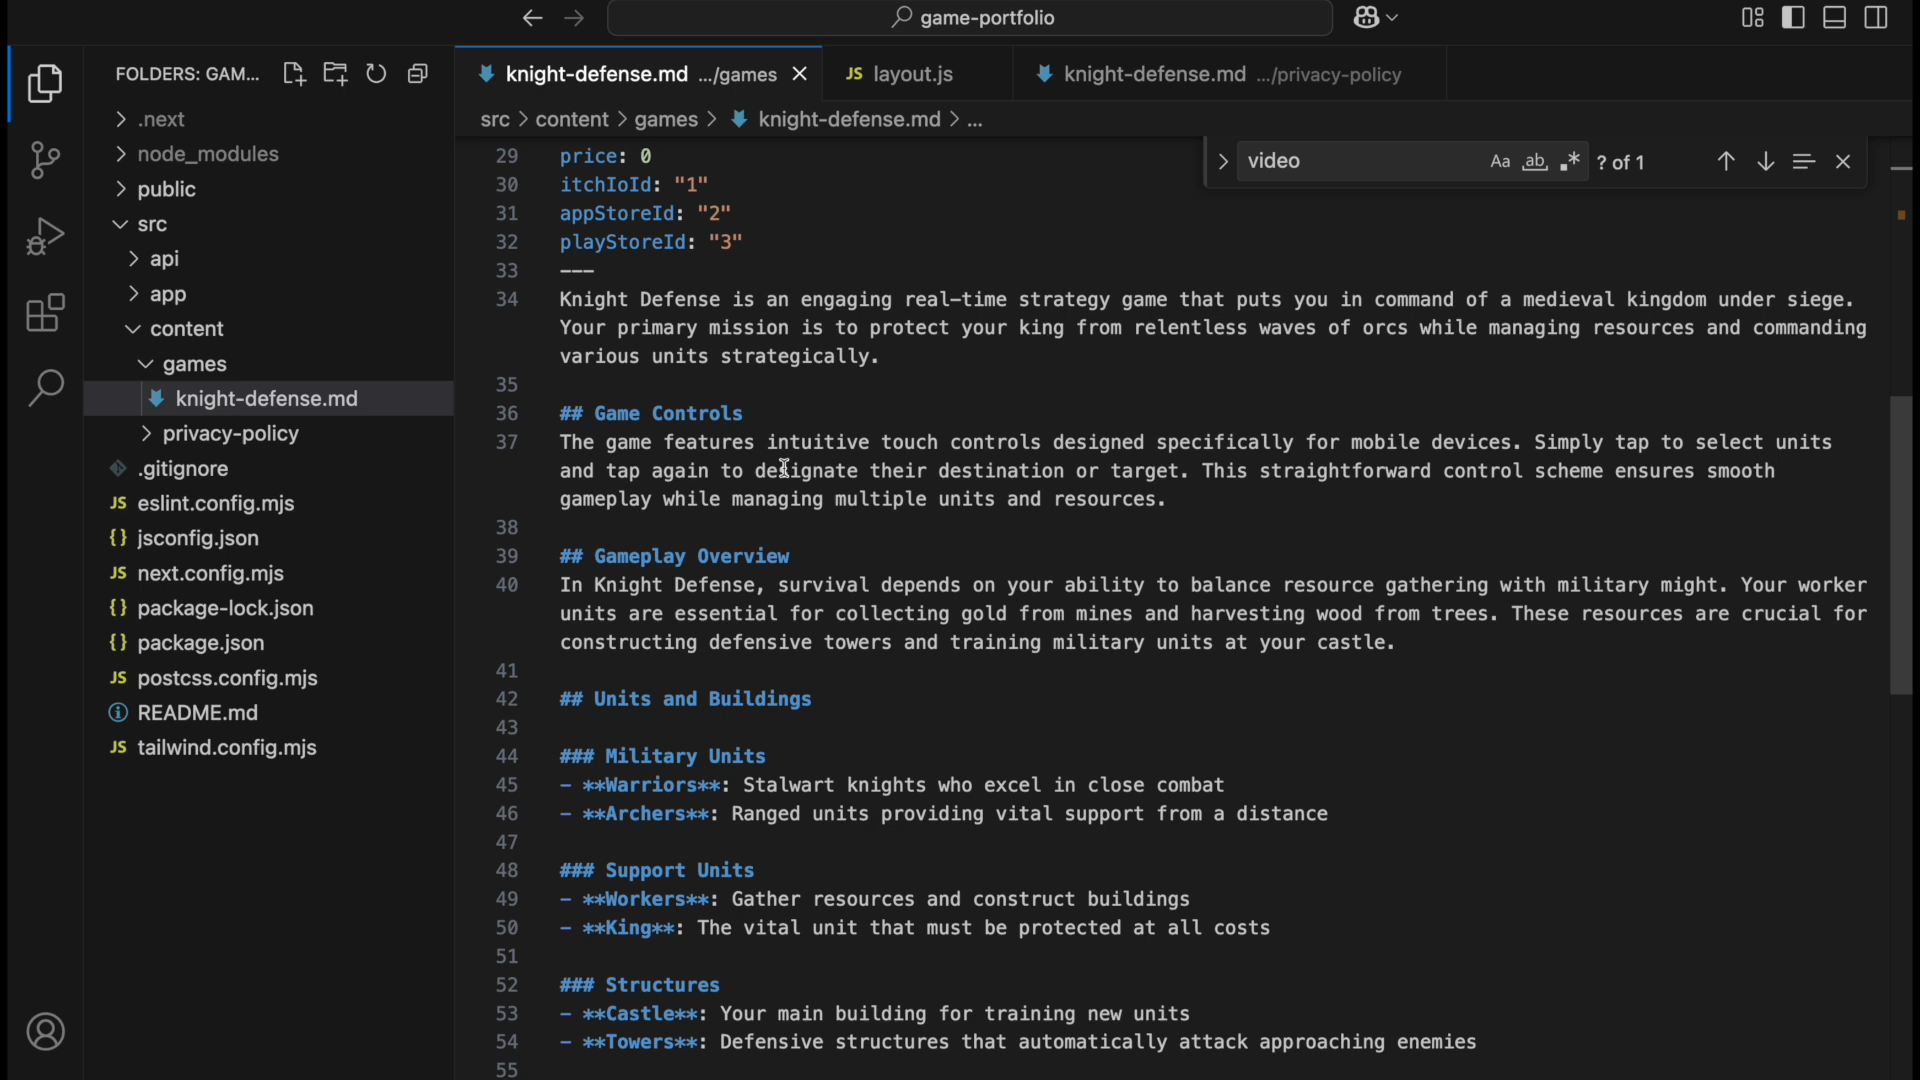 game-portfolio
FOLDERS: GAM...
knight-defense.md .../games
JS layout.js
knight-defense.md .../privacy-policy
src > content > games > knight-defense.md > ...
video
Aa ab .* ? of 1
.next
node_modules
public
src
api
app
content
games
knight-defense.md
privacy-policy
.gitignore
JS eslint.config.mjs
{} jsconfig.json
JS next.config.mjs
{} package-lock.json
{} package.json
JS postcss.config.mjs
README.md
JS tailwind.config.mjs
29 price: 0
30 itchIoId: "1"
31 appStoreId: "2"
32 playStoreId: "3"
33 ---
34 Knight Defense is an engaging real-time strategy game that puts you in command of a medieval kingdom under siege.
Your primary mission is to protect your king from relentless waves of orcs while managing resources and commanding
various units strategically.
35
36 ## Game Controls
37 The game features intuitive touch controls designed specifically for mobile devices. Simply tap to select units
and tap again to designate their destination or target. This straightforward control scheme ensures smooth
gameplay while managing multiple units and resources.
38
39 ## Gameplay Overview
40 In Knight Defense, survival depends on your ability to balance resource gathering with military might. Your worker
units are essential for collecting gold from mines and harvesting wood from trees. These resources are crucial for
constructing defensive towers and training military units at your castle.
41
42 ## Units and Buildings
43
44 ### Military Units
45 - **Warriors**: Stalwart knights who excel in close combat
46 - **Archers**: Ranged units providing vital support from a distance
47
48 ### Support Units
49 - **Workers**: Gather resources and construct buildings
50 - **King**: The vital unit that must be protected at all costs
51
52 ### Structures
53 - **Castle**: Your main building for training new units
54 - **Towers**: Defensive structures that automatically attack approaching enemies
55